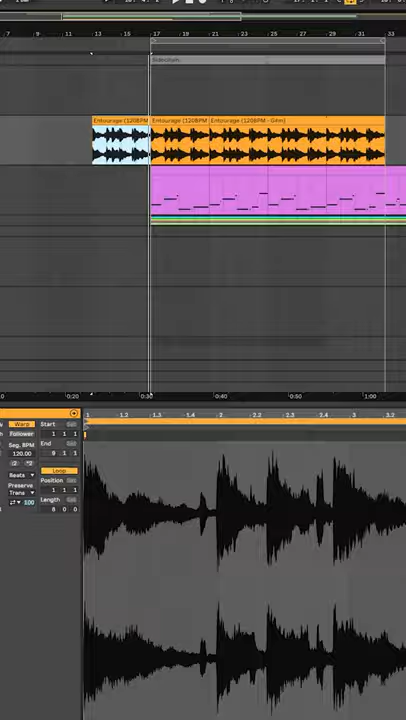 7 9 11 13 15 17 19 21 23 25 27 29 31 33
Sidechain
Entourage (120BPM Entourage (120BPM Entourage (120BPM - G#m)
0:20 0:30 0:40 0:50 1:00
Warp Start
Follower 1 1 1
Seg. BPM End
120.00 9 1 1
:2 *2 Loop
Beats Position
Preserve 1 1 1
Trans Length
100 8 0 0
1 1.2 1.3 1.4 2 2.2 2.3 2.4 3 3.2